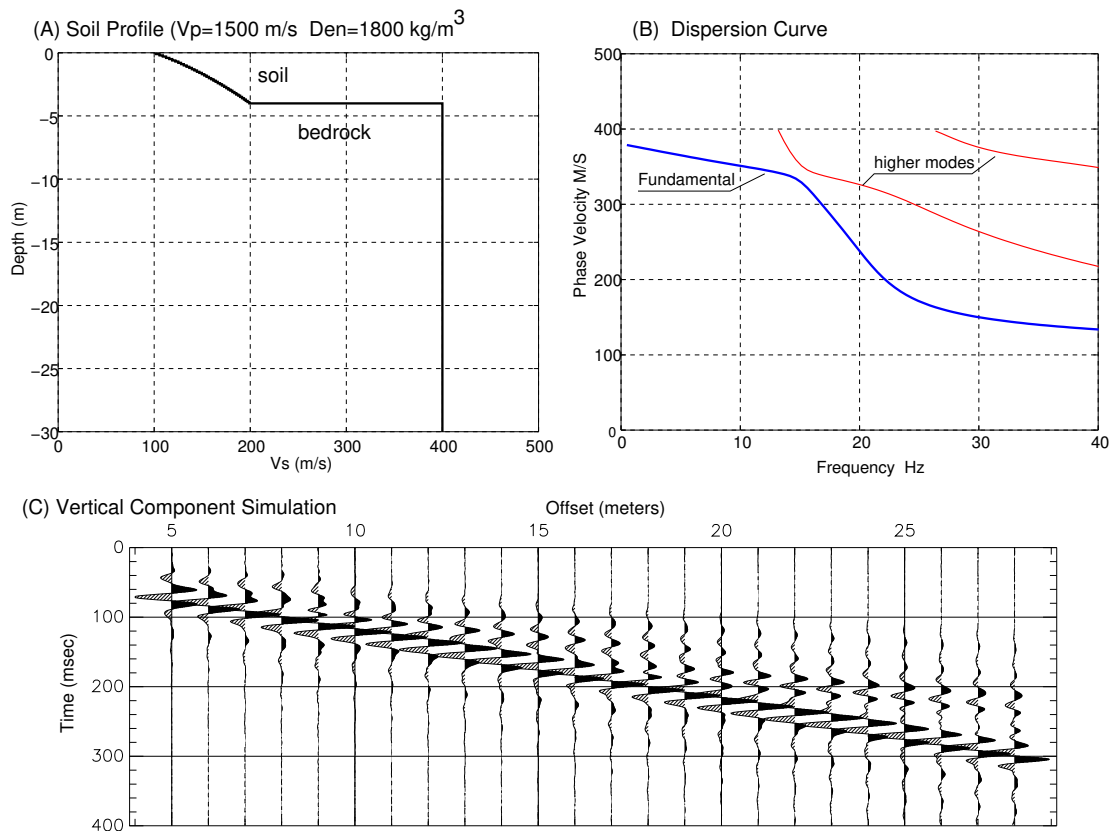 (A) Soil Profile (Vp=1500 m/s Den=1800 kg/m3
0
−5
−10
−15
−20
−25
−30
Depth (m)
soil
bedrock
0 100 200 300 400 500
Vs (m/s)
(B) Dispersion Curve
500
400
300
200
100
0
Phase Velocity M/S
higher modes
Fundamental
0 10 20 30 40
Frequency Hz
(C) Vertical Component Simulation
Offset (meters)
5 10 15 20 25
0
100
200
300
400
Time (msec)